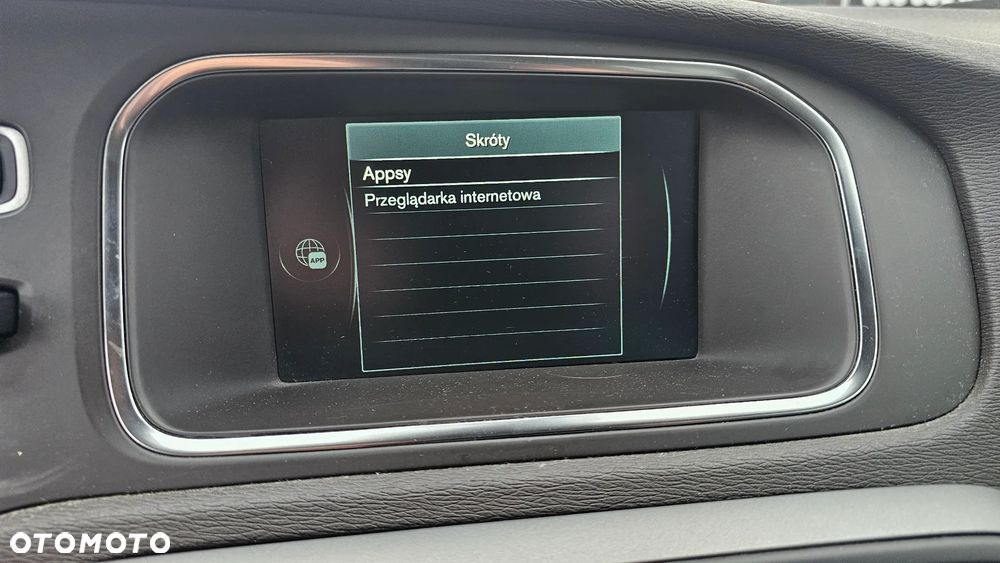 Skróty
Appsy
Przeglądarka internetowa
APP
OTOMOTO